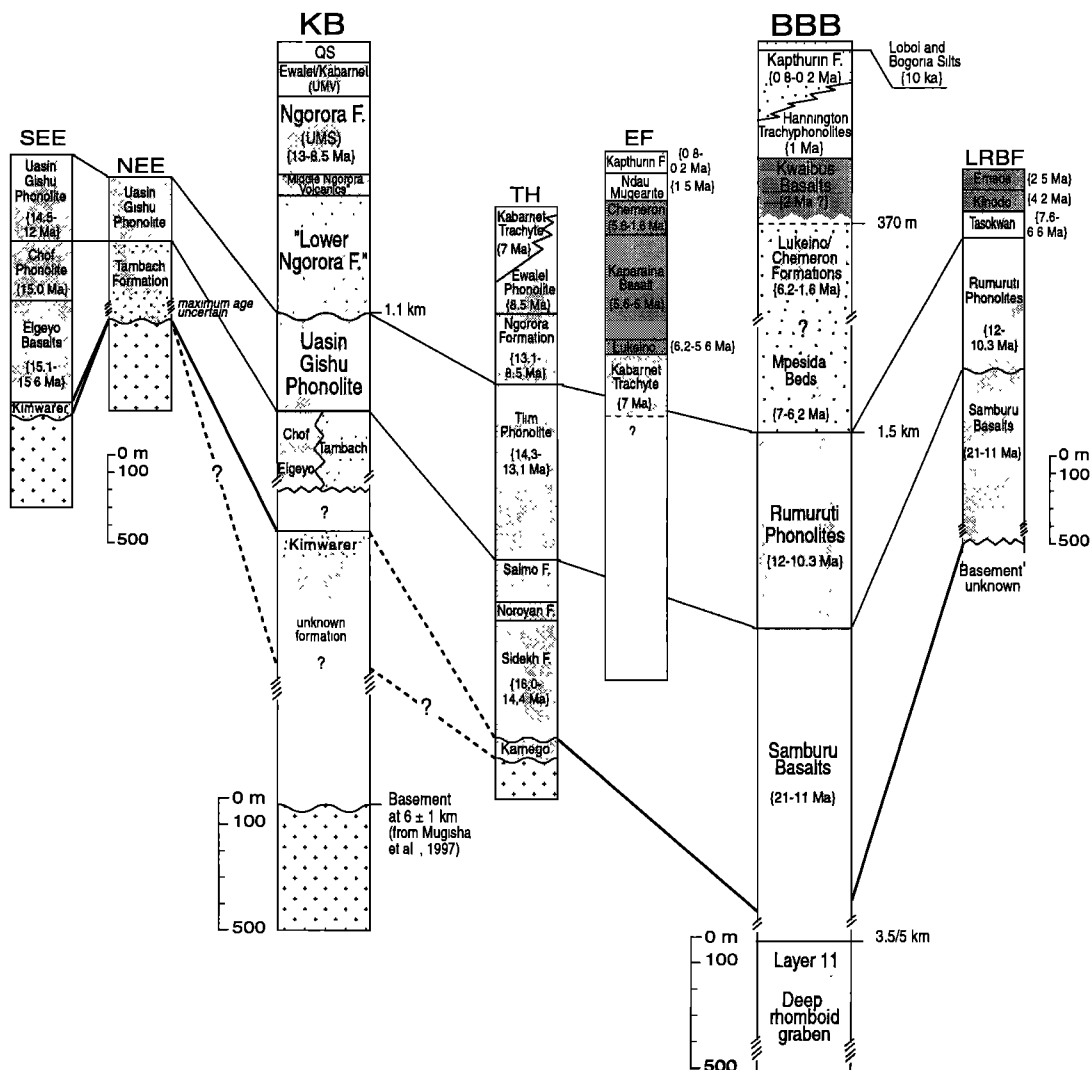 SEE
Uasin
Gishu
Phonolite
{14.5-
12 Ma}
Chof
Phonolite
{15.0 Ma}
Elgeyo
Basalts
{15.1-
15 6 Ma}
Kimwarer
NEE
Uasin
Gishu
Phonolite
Tambach
Formation
maximum age
uncertain
0 m
100
500
?
KB
QS
Ewalel/Kabarnet
(UMV)
Ngorora F.
(UMS)
{13-8.5 Ma}
"Middle Ngorora
Volcanics"
"Lower
Ngorora F."
1.1 km
Uasin
Gishu
Phonolite
Chof
Tambach
Elgeyo
?
Kimwarer
unknown
formation
?
0 m
100
500
Basement
at 6 ± 1 km
(from Mugisha
et al , 1997)
?
TH
Kabarnet
Trachyte
{7 Ma}
Ewalel
Phonolite
{8.5 Ma}
Ngorora
Formation
{13.1-
8.5 Ma}
Tiim
Phonolite
{14,3-
13,1 Ma}
Saimo F.
Noroyan F.
Sidekh F.
{16,0-
14,4 Ma}
Kamego
EF
Kapthurin F
{0 8-
0 2 Ma}
Ndau
Mugearite
{1 5 Ma}
Chemeron
{5.6-1,6 Ma}
Kaparaina
Basalt
{5,6-5 Ma}
Lukeino
{6,2-5 6 Ma}
Kabarnet
Trachyte
{7 Ma}
?
BBB
Kapthurin F.
{0 8-0 2 Ma}
Loboi and
Bogoria Silts
{10 ka}
Hannington
Trachyphonolites
{1 Ma}
Kwaibus
Basalts
{2 Ma ?}
370 m
Lukeino/
Chemeron
Formations
{6.2-1,6 Ma}
?
Mpesida
Beds
{7-6,2 Ma}
1.5 km
Rumuruti
Phonolites
{12-10.3 Ma}
Samburu
Basalts
{21-11 Ma}
3.5/5 km
0 m
100
500
Layer 11
Deep
rhomboid
graben
LRBF
Emeda
{2 5 Ma}
Kinodo
{4 2 Ma}
Tasokwan
{7.6-
6 6 Ma}
Rumuruti
Phonolites
{12-
10.3 Ma}
Samburu
Basalts
{21-11 Ma}
0 m
100
500
'Basement'
unknown